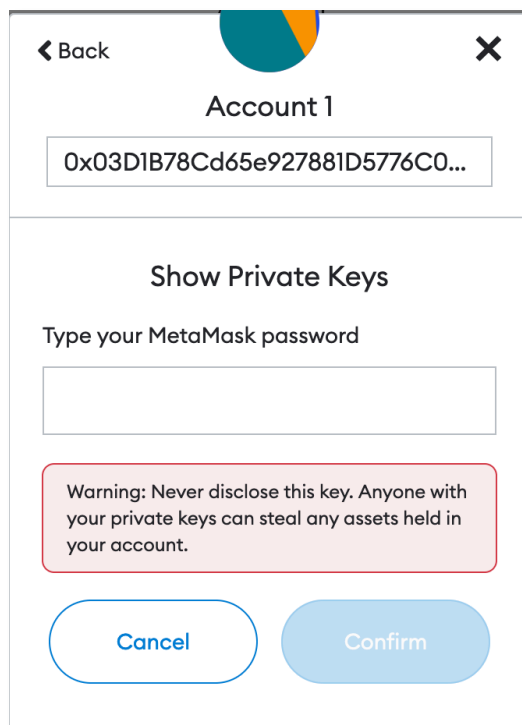 Back
Account 1
0x03D1B78Cd65e927881D5776C0...
Show Private Keys
Type your MetaMask password
Warning: Never disclose this key. Anyone with
your private keys can steal any assets held in
your account.
Cancel
Confirm